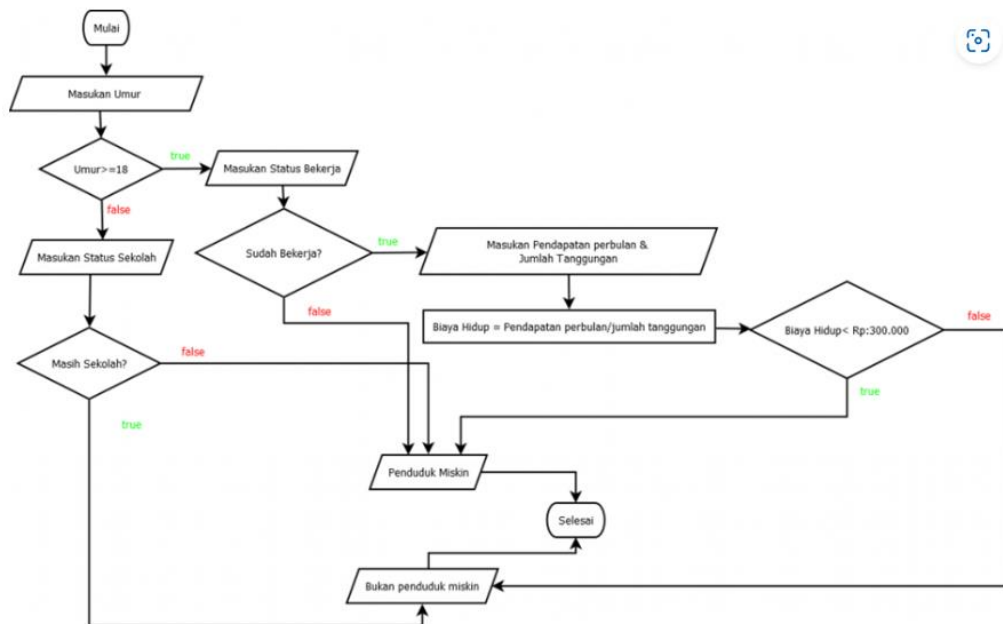 Mulai
Masukan Umur
Umur>=18
true
Masukan Status Bekerja
false
Masukan Status Sekolah
Sudah Bekerja?
true
Masukan Pendapatan perbulan &
Jumlah Tanggungan
false
Biaya Hidup = Pendapatan perbulan/jumlah tanggungan
Biaya Hidup< Rp:300.000
false
Masih Sekolah?
false
true
true
Penduduk Miskin
Selesai
Bukan penduduk miskin